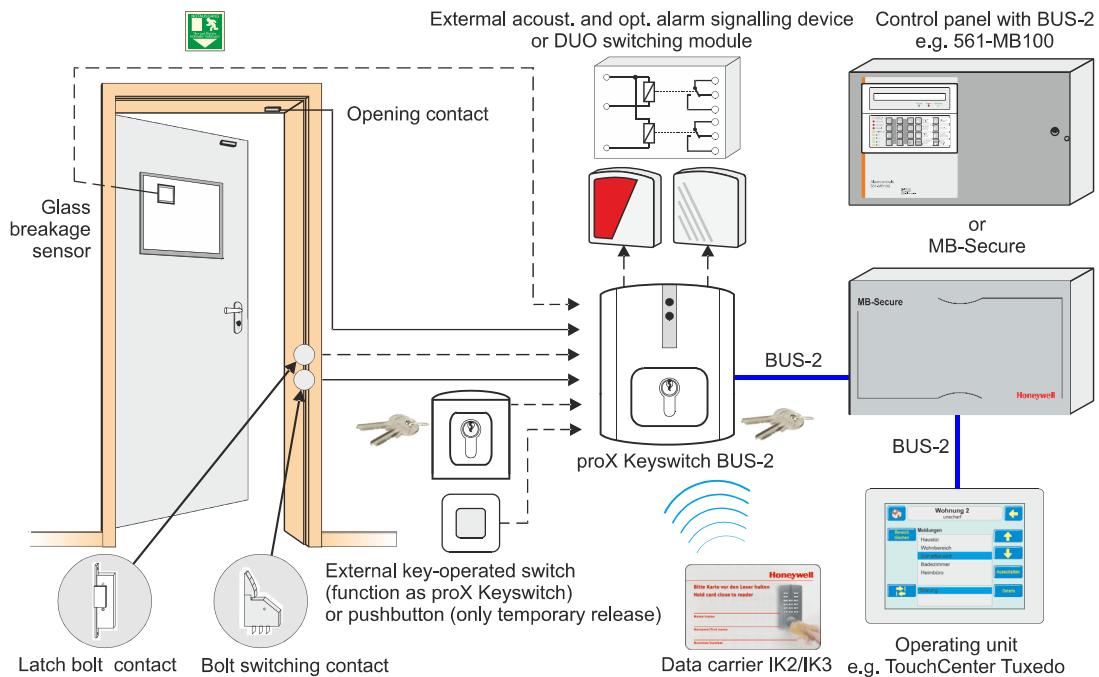 External acoust. and opt. alarm signalling device
or DUO switching module
Control panel with BUS-2
e.g. 561-MB100
Opening contact
Glass
breakage
sensor
or
MB-Secure
MB-Secure
Honeywell
BUS-2
BUS-2
proX Keyswitch BUS-2
External key-operated switch
(function as proX Keyswitch)
or pushbutton (only temporary release)
Latch bolt contact
Bolt switching contact
Honeywell
Bitte Karte vor den Leser halten
Hold card close to reader
Data carrier IK2/IK3
Wohnung 2
unscharf
Meldungen
Haustür
Wohnbereich
Badezimmer
Heimbüro
Details
Operating unit
e.g. TouchCenter Tuxedo